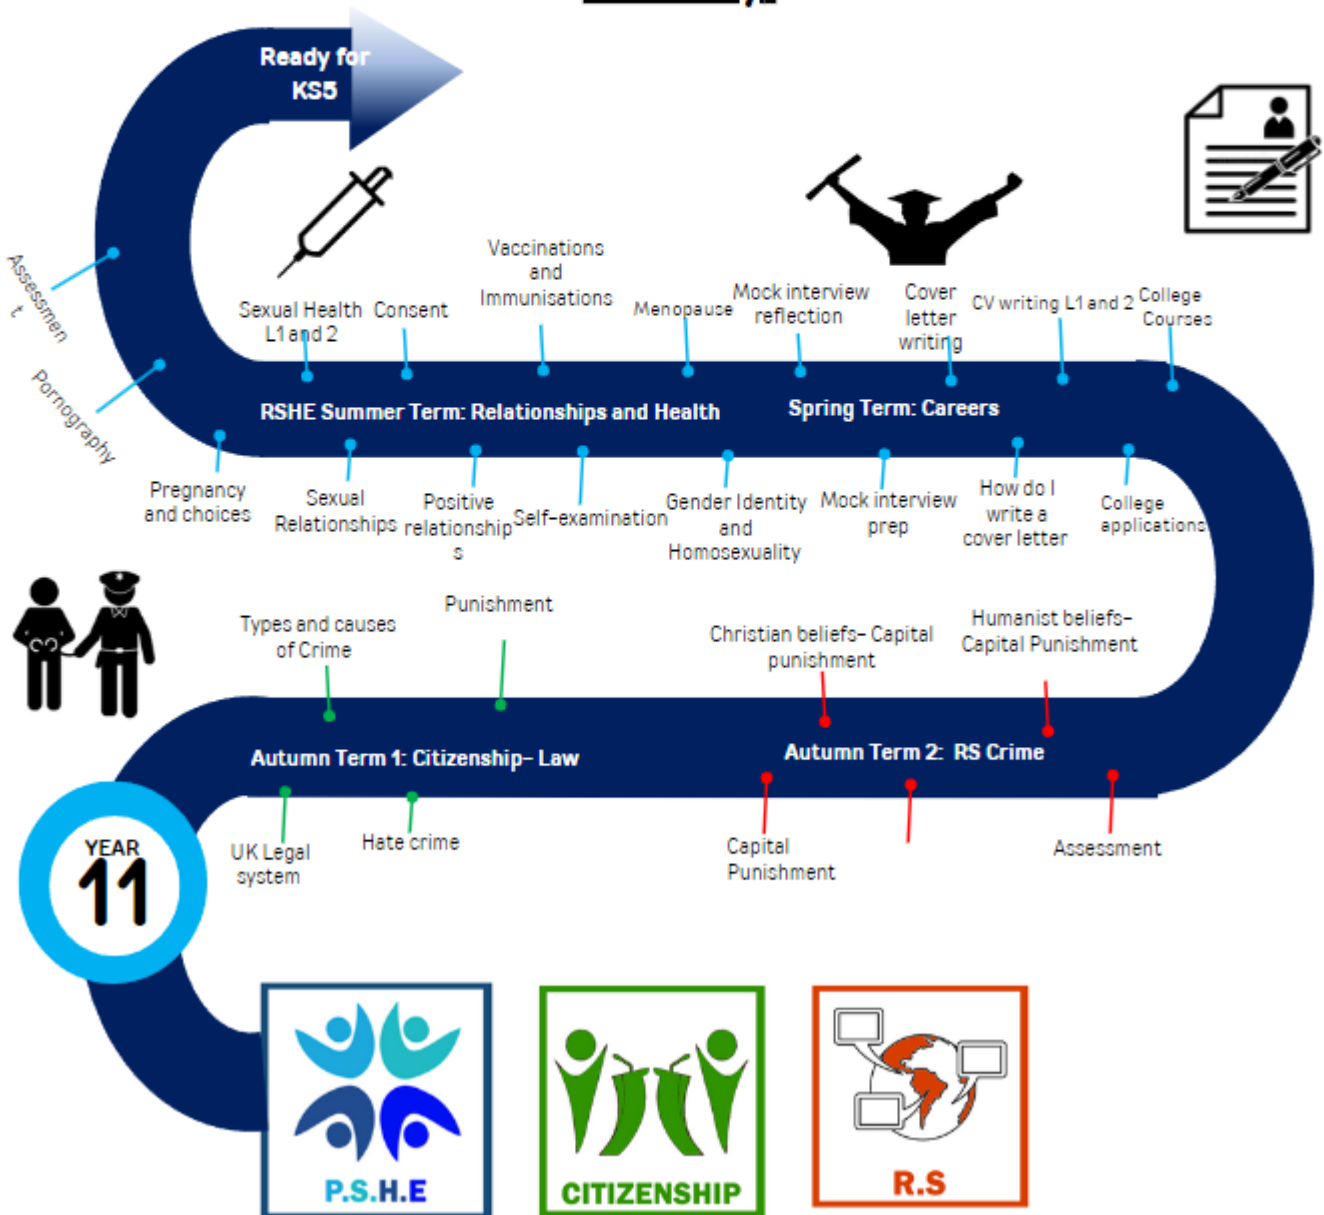 Ready for
KS5
Assessmen
t
Pornography
Sexual Health
L1 and 2
Consent
Vaccinations
and
Immunisations
Menopause
Mock interview
reflection
Cover
letter
writing
CV writing L1 and 2
College
Courses
RSHE Summer Term: Relationships and Health
Spring Term: Careers
Pregnancy
and choices
Sexual
Relationships
Positive
relationship
s
Self-examination
Gender Identity
and
Homosexuality
Mock interview
prep
How do I
write a
cover letter
College
applications
Types and causes
of Crime
Punishment
Christian beliefs- Capital
punishment
Humanist beliefs-
Capital Punishment
Autumn Term 1: Citizenship- Law
Autumn Term 2: RS Crime
UK Legal
system
Hate crime
Capital
Punishment
Assessment
YEAR
11
P.S.H.E
CITIZENSHIP
R.S